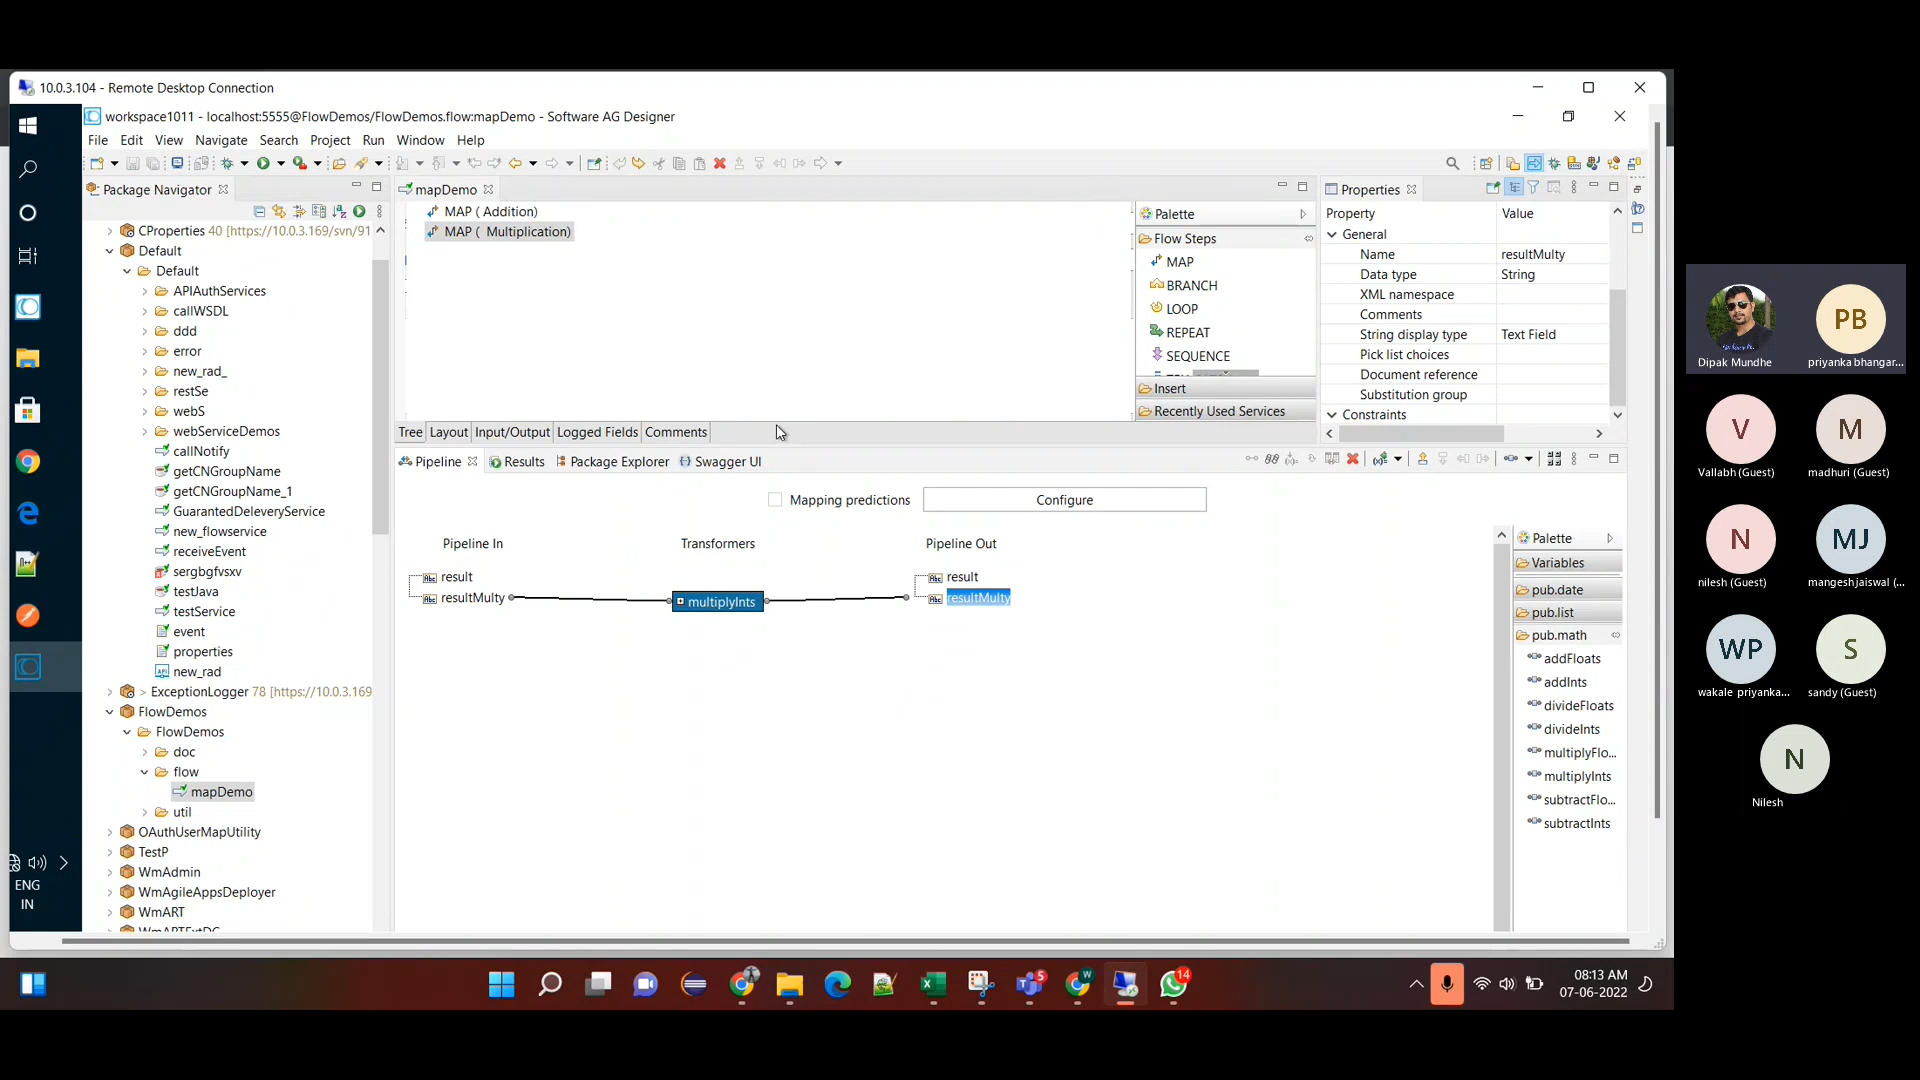 10.0.3.104 - Remote Desktop Connection
workspace1011 - localhost:5555@FlowDemos/FlowDemos.flow:mapDemo - Software AG Designer
File Edit View Navigate Search Project Run Window Help
Package Navigator
CProperties 40 [https://10.0.3.169/svn/91
Default
Default
APIAuthServices
callWSDL
ddd
error
new_rad_
restSe
webS
webServiceDemos
callNotify
getCNGroupName
getCNGroupName_1
GuarantedDeleveryService
new_flowservice
receiveEvent
sergbgfvsxv
testJava
testService
event
properties
new_rad
> ExceptionLogger 78 [https://10.0.3.169
FlowDemos
FlowDemos
doc
flow
mapDemo
util
OAuthUserMapUtility
TestP
WmAdmin
WmAgileAppsDeployer
WmART
WmARTExtDC
mapDemo
MAP ( Addition)
MAP (  Multiplication)
Palette
Flow Steps
MAP
BRANCH
LOOP
REPEAT
SEQUENCE
Insert
Recently Used Services
Tree Layout Input/Output Logged Fields Comments
Properties
Property Value
General
Name resultMulty
Data type String
XML namespace
Comments
String display type Text Field
Pick list choices
Document reference
Substitution group
Constraints
Pipeline Results Package Explorer Swagger UI
Mapping predictions Configure
Pipeline In Transformers Pipeline Out
result result
resultMulty multiplyInts resultMulty
Palette
Variables
pub.date
pub.list
pub.math
addFloats
addInts
divideFloats
divideInts
multiplyFlo...
multiplyInts
subtractFlo...
subtractInts
ENG
IN
5
W
14
08:13 AM
07-06-2022
Dipak Mundhe
PB
priyanka bhangar...
V
Vallabh (Guest)
M
madhuri (Guest)
N
nilesh (Guest)
MJ
mangesh jaiswal (...
WP
wakale priyanka...
S
sandy (Guest)
N
Nilesh